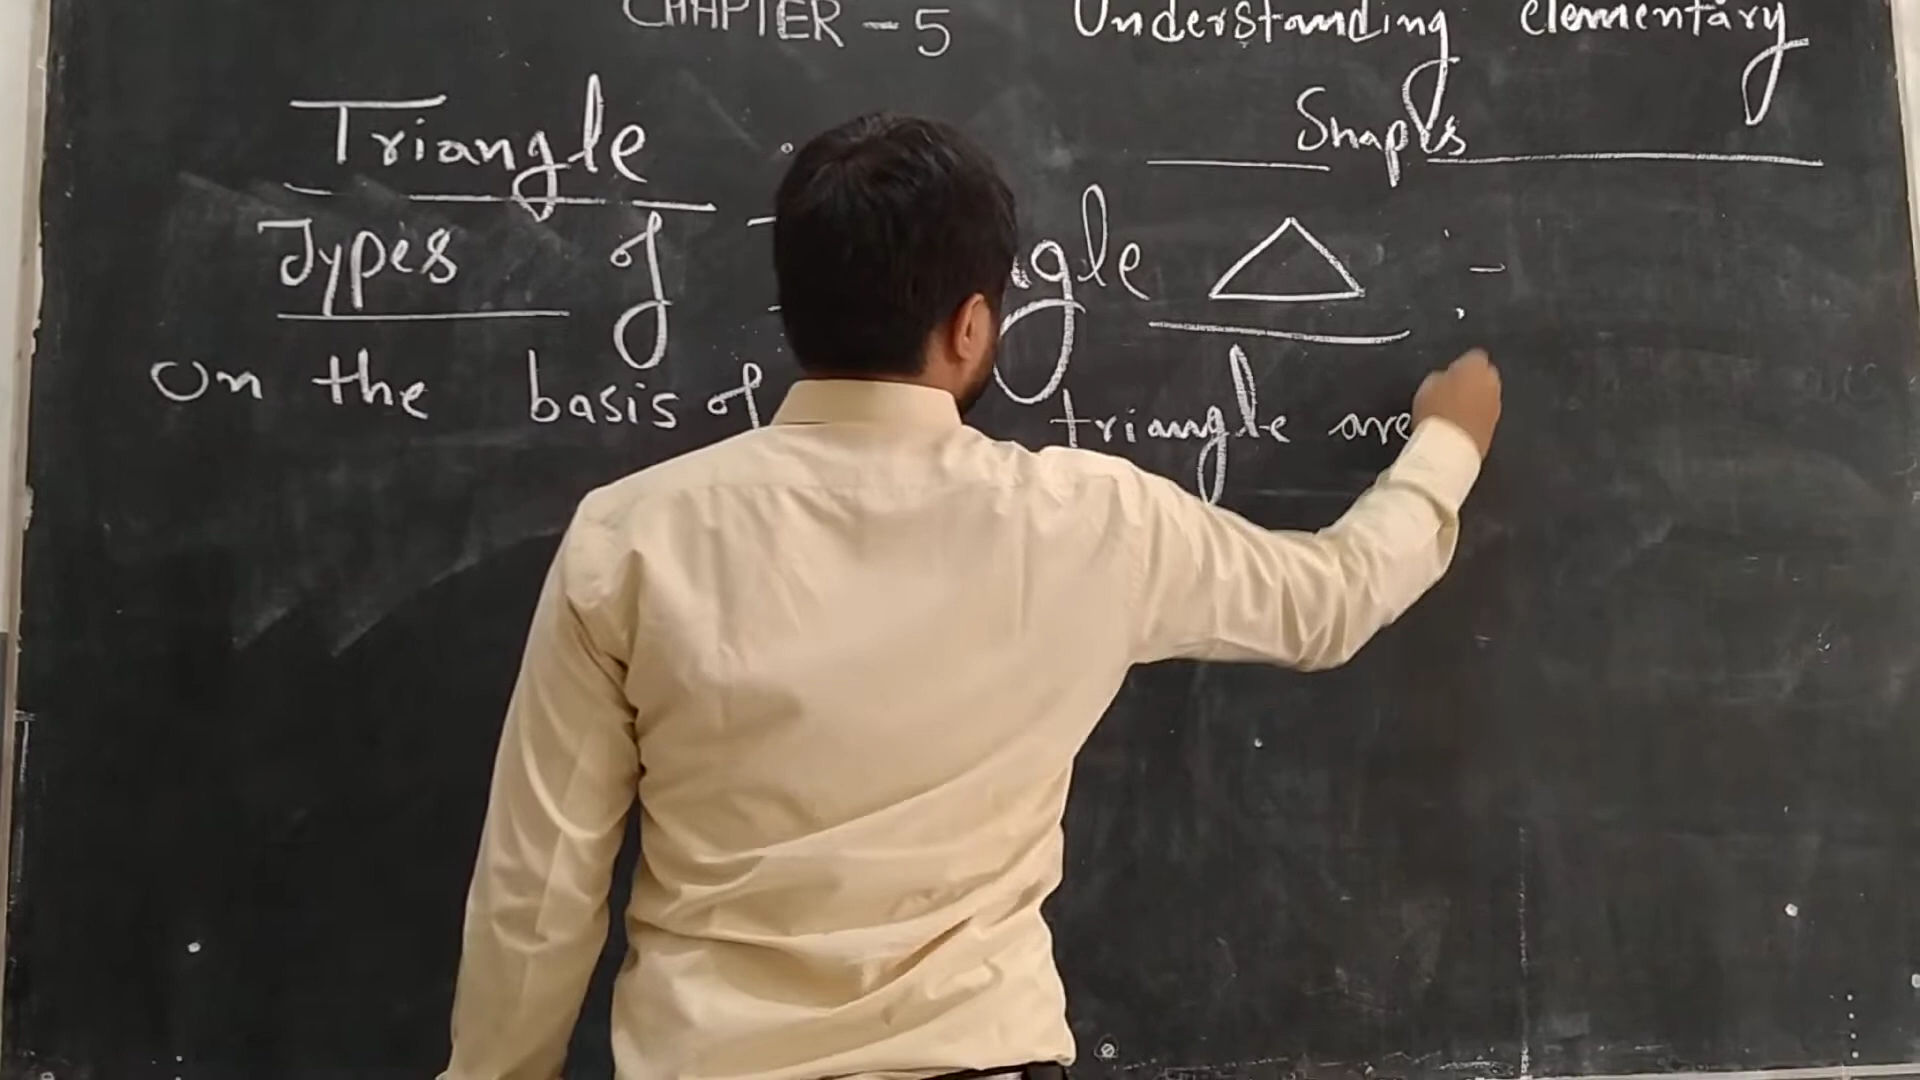 CHAPTER - 5 Understanding elementary
Shapes
Triangle :
Types of gle △ :-
On the basis of triangle are